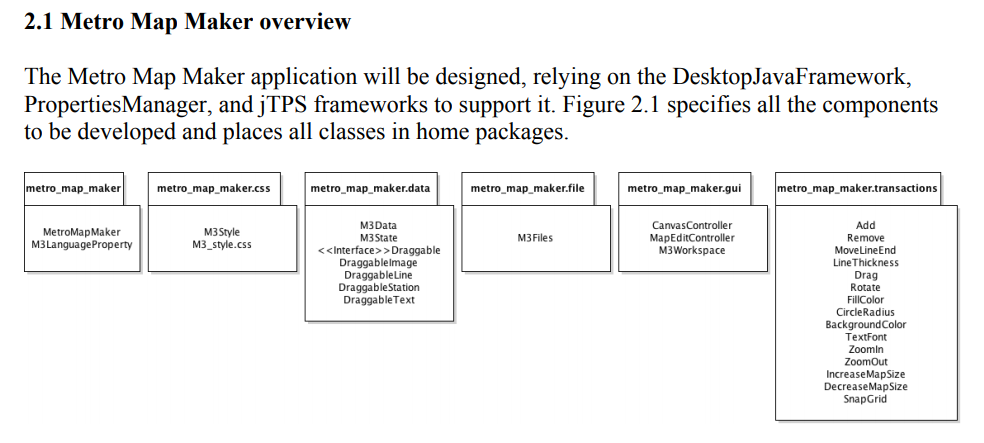 2.1 Metro Map Maker overview
The Metro Map Maker application will be designed, relying on the DesktopJavaFramework,
PropertiesManager, and jTPS frameworks to support it. Figure 2.1 specifies all the components
to be developed and places all classes in home packages.
metro_map_maker
MetroMapMaker
M3LanguageProperty
metro_map_maker.css
M3Style
M3_style.css
metro_map_maker.data
M3Data
M3State
<<Interface>>Draggable
DraggableImage
DraggableLine
DraggableStation
DraggableText
metro_map_maker.file
M3Files
metro_map_maker.gui
CanvasController
MapEditController
M3Workspace
metro_map_maker.transactions
Add
Remove
MoveLineEnd
LineThickness
Drag
Rotate
FillColor
CircleRadius
BackgroundColor
TextFont
ZoomIn
ZoomOut
IncreaseMapSize
DecreaseMapSize
SnapGrid